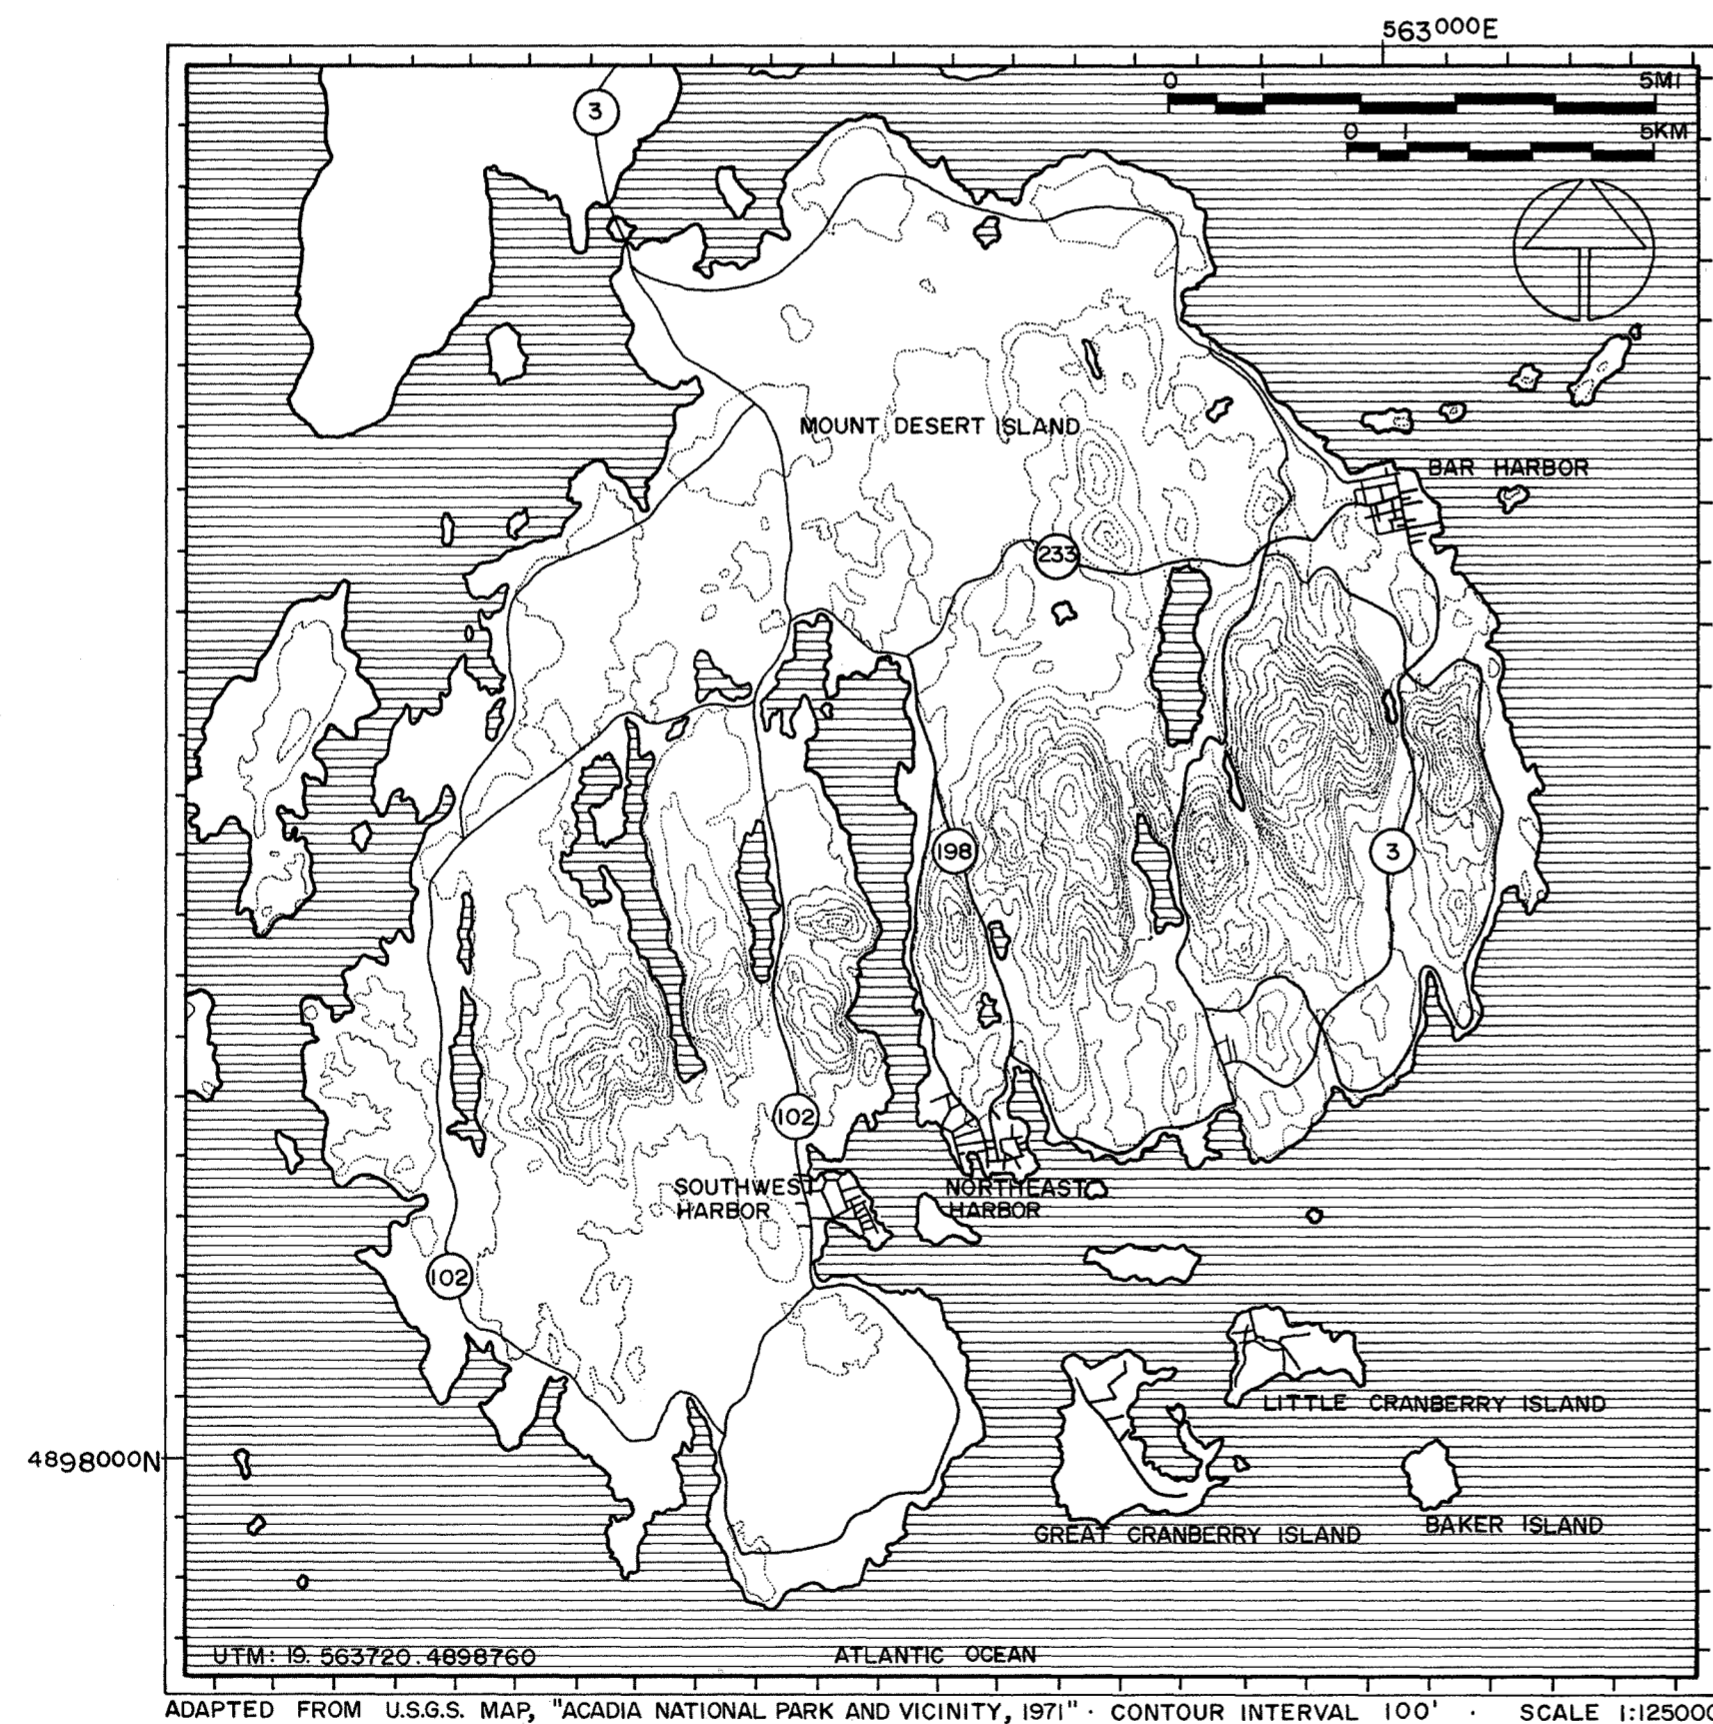 563000E
0 1 5MI
0 1 5KM
3
MOUNT DESERT ISLAND
BAR HARBOR
233
198
3
102
SOUTHWEST
HARBOR
NORTHEAST
HARBOR
102
LITTLE CRANBERRY ISLAND
4898000N
GREAT CRANBERRY ISLAND
BAKER ISLAND
UTM: 19. 563720. 4898760
ATLANTIC OCEAN
ADAPTED FROM U.S.G.S. MAP, "ACADIA NATIONAL PARK AND VICINITY, 1971" · CONTOUR INTERVAL 100' · SCALE 1:125000